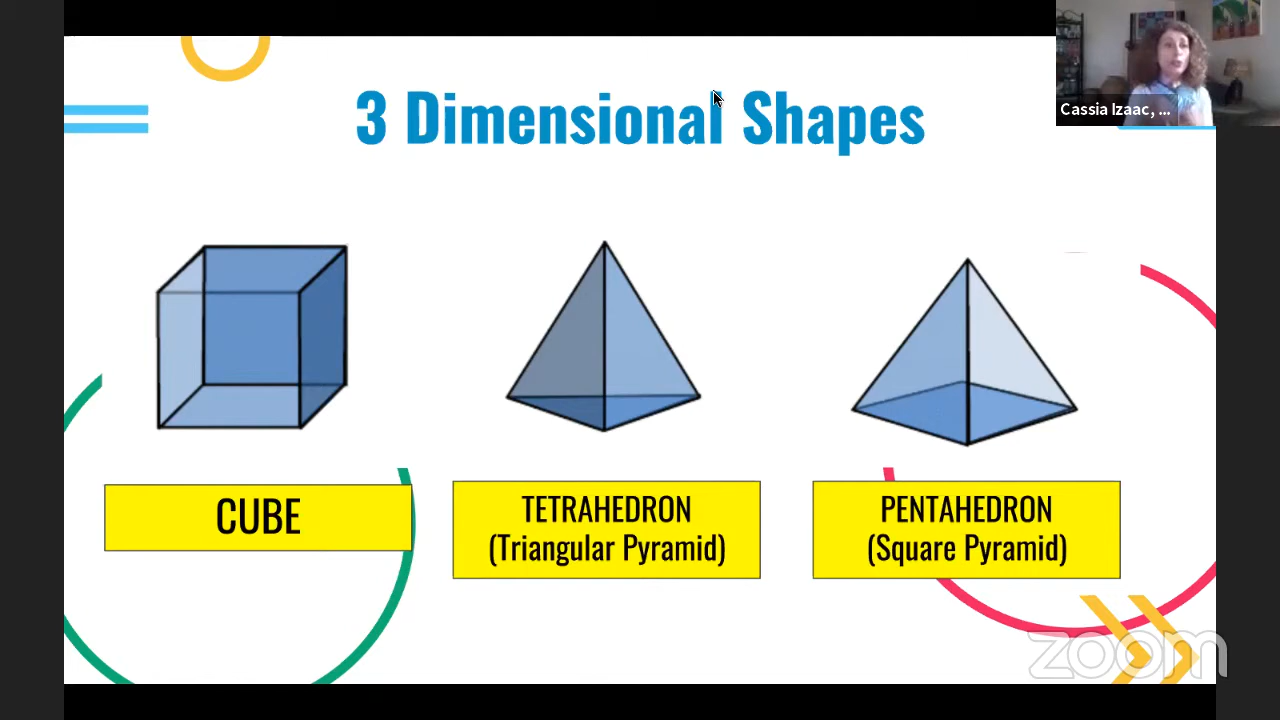 3 Dimensional Shapes
Cassia Izaac, ...
CUBE
TETRAHEDRON
(Triangular Pyramid)
PENTAHEDRON
(Square Pyramid)
zoom